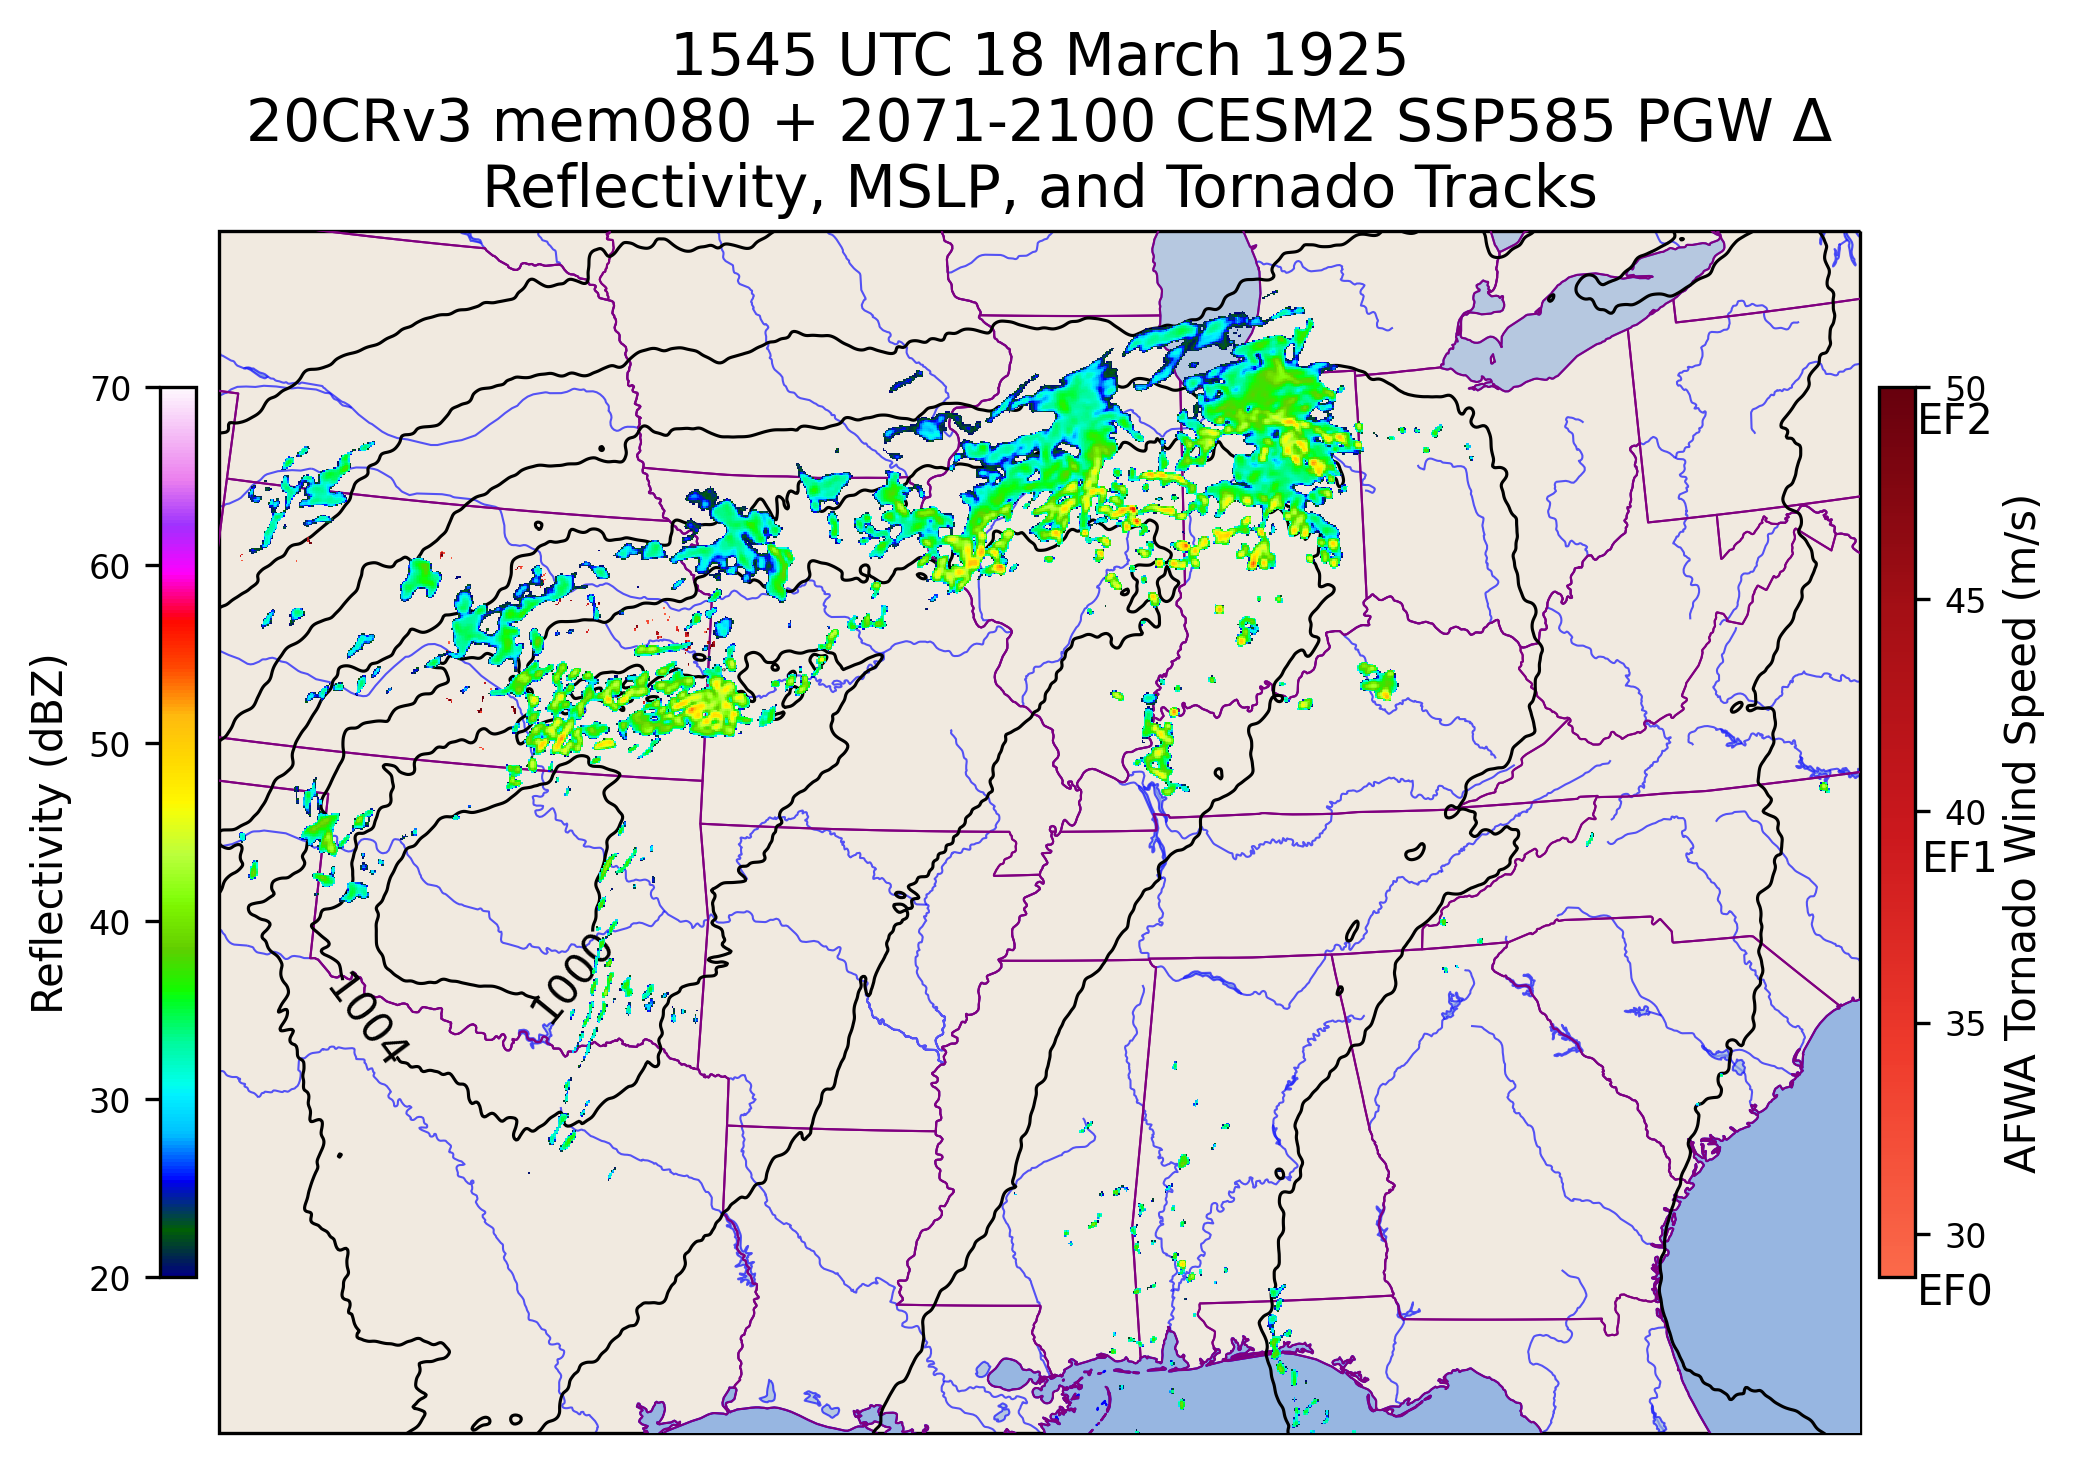 1545 UTC 18 March 1925
20CRv3 mem080 + 2071-2100 CESM2 SSP585 PGW Δ
Reflectivity, MSLP, and Tornado Tracks
Reflectivity (dBZ)
70
60
50
40
30
20
1004
1000
50
EF2
45
40
EF1
35
30
EF0
AFWA Tornado Wind Speed (m/s)